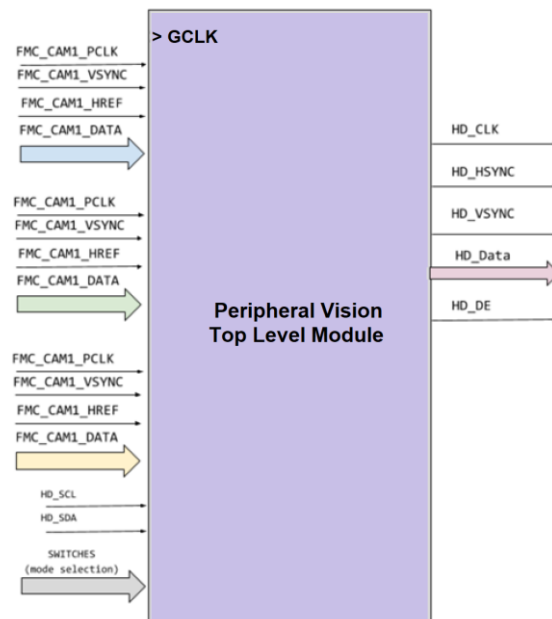 > GCLK
FMC_CAM1_PCLK
FMC_CAM1_VSYNC
FMC_CAM1_HREF
FMC_CAM1_DATA
FMC_CAM1_PCLK
FMC_CAM1_VSYNC
FMC_CAM1_HREF
FMC_CAM1_DATA
FMC_CAM1_PCLK
FMC_CAM1_VSYNC
FMC_CAM1_HREF
FMC_CAM1_DATA
HD_SCL
HD_SDA
SWITCHES
(mode selection)
Peripheral Vision
Top Level Module
HD_CLK
HD_HSYNC
HD_VSYNC
HD_Data
HD_DE